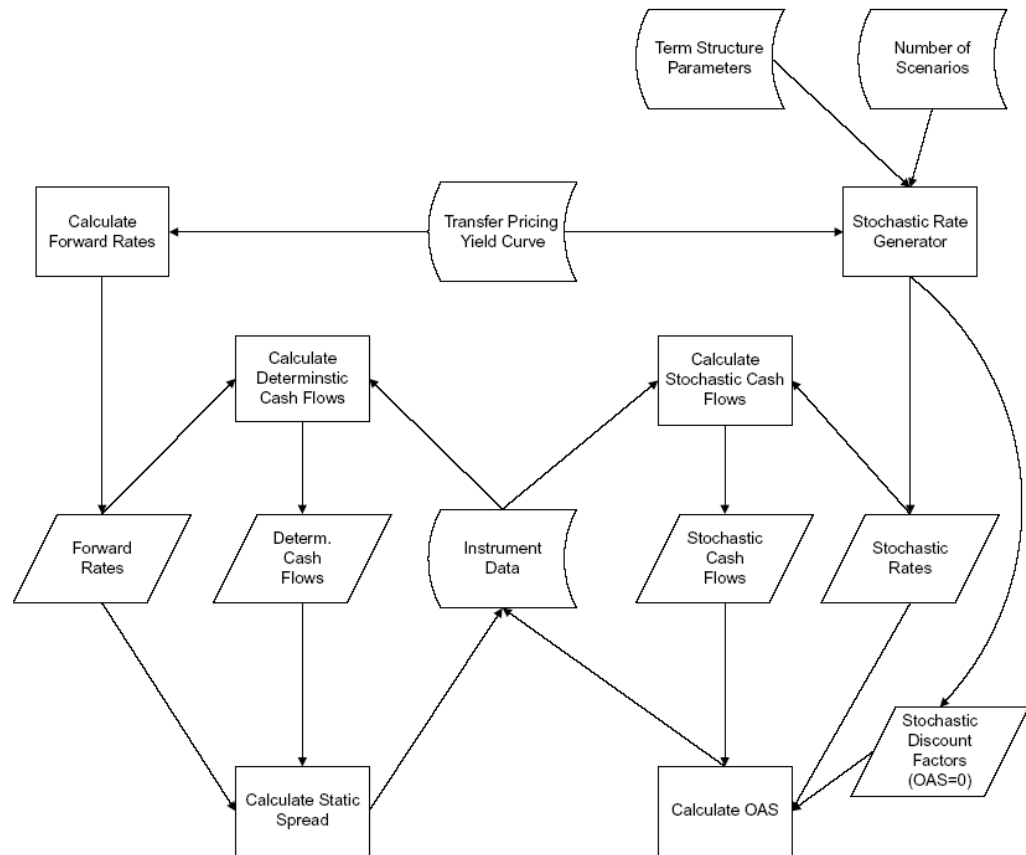 Term Structure
Parameters
Number of
Scenarios
Calculate
Forward Rates
Transfer Pricing
Yield Curve
Stochastic Rate
Generator
Calculate
Determinstic
Cash Flows
Calculate
Stochastic Cash
Flows
Forward
Rates
Determ.
Cash
Flows
Instrument
Data
Stochastic
Cash
Flows
Stochastic
Rates
Stochastic
Discount
Factors
(OAS=0)
Calculate Static
Spread
Calculate OAS